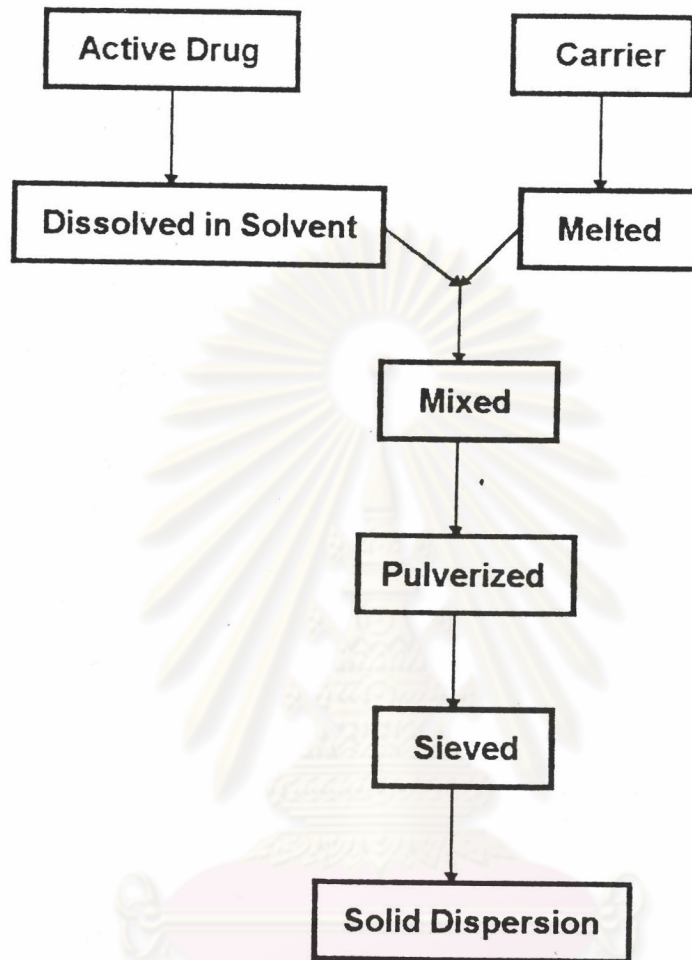 Active Drug
Carrier
Dissolved in Solvent
Melted
Mixed
Pulverized
Sieved
Solid Dispersion